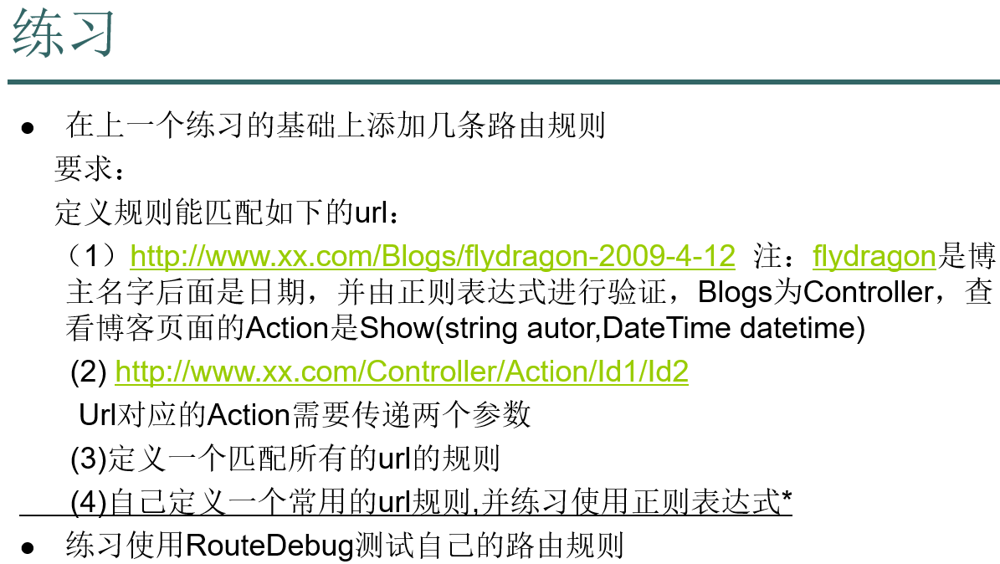 练习
● 在上一个练习的基础上添加几条路由规则
要求：
定义规则能匹配如下的url：
（1）http://www.xx.com/Blogs/flydragon-2009-4-12 注：flydragon是博
主名字后面是日期，并由正则表达式进行验证，Blogs为Controller，查
看博客页面的Action是Show(string autor,DateTime datetime)
(2) http://www.xx.com/Controller/Action/Id1/Id2
Url对应的Action需要传递两个参数
(3)定义一个匹配所有的url的规则
(4)自己定义一个常用的url规则,并练习使用正则表达式*
● 练习使用RouteDebug测试自己的路由规则